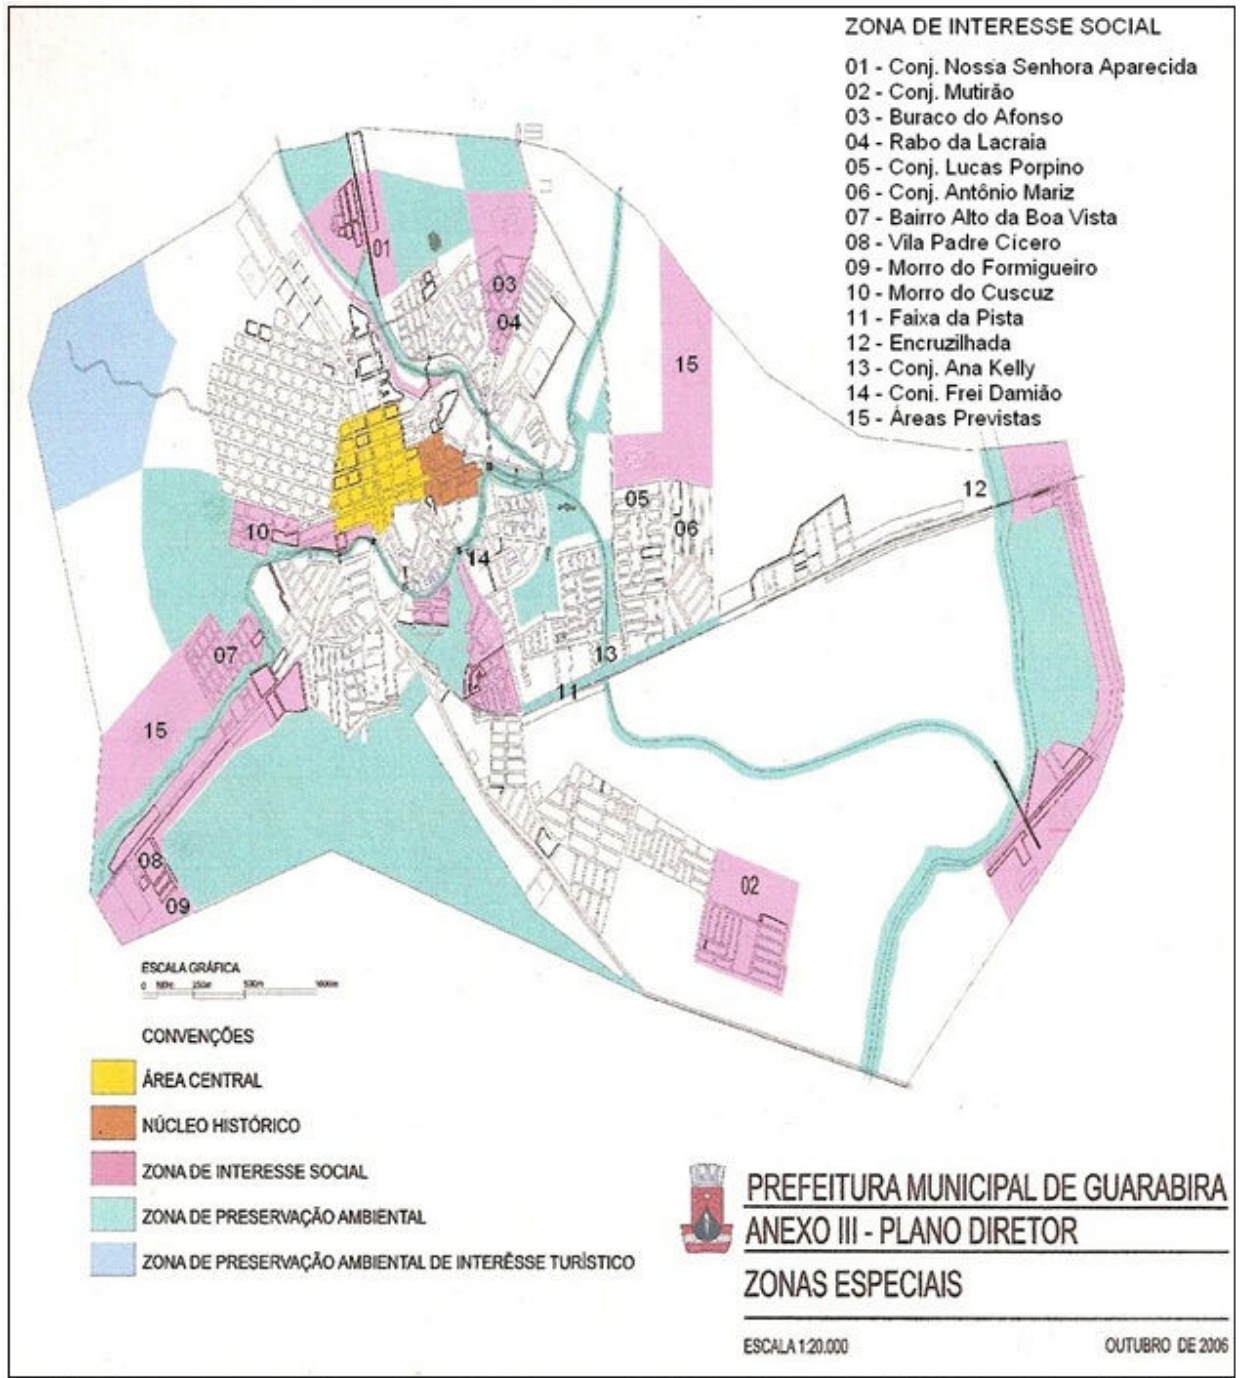 ZONA DE INTERESSE SOCIAL
01 - Conj. Nossa Senhora Aparecida
02 - Conj. Mutirão
03 - Buraco do Afonso
04 - Rabo da Lacraia
05 - Conj. Lucas Porpino
06 - Conj. Antônio Mariz
07 - Bairro Alto da Boa Vista
08 - Vila Padre Cícero
09 - Morro do Formigueiro
10 - Morro do Cuscuz
11 - Faixa da Pista
12 - Encruzilhada
13 - Conj. Ana Kelly
14 - Conj. Frei Damião
15 - Áreas Previstas
01
03
04
15
12
05
06
10
14
07
13
11
15
08
02
09
ESCALA GRÁFICA
0 250m 500m
CONVENÇÕES
ÁREA CENTRAL
NÚCLEO HISTÓRICO
ZONA DE INTERESSE SOCIAL
ZONA DE PRESERVAÇÃO AMBIENTAL
ZONA DE PRESERVAÇÃO AMBIENTAL DE INTERÊSSE TURÍSTICO
PREFEITURA MUNICIPAL DE GUARABIRA
ANEXO III - PLANO DIRETOR
ZONAS ESPECIAIS
ESCALA 1:20.000 OUTUBRO DE 2006